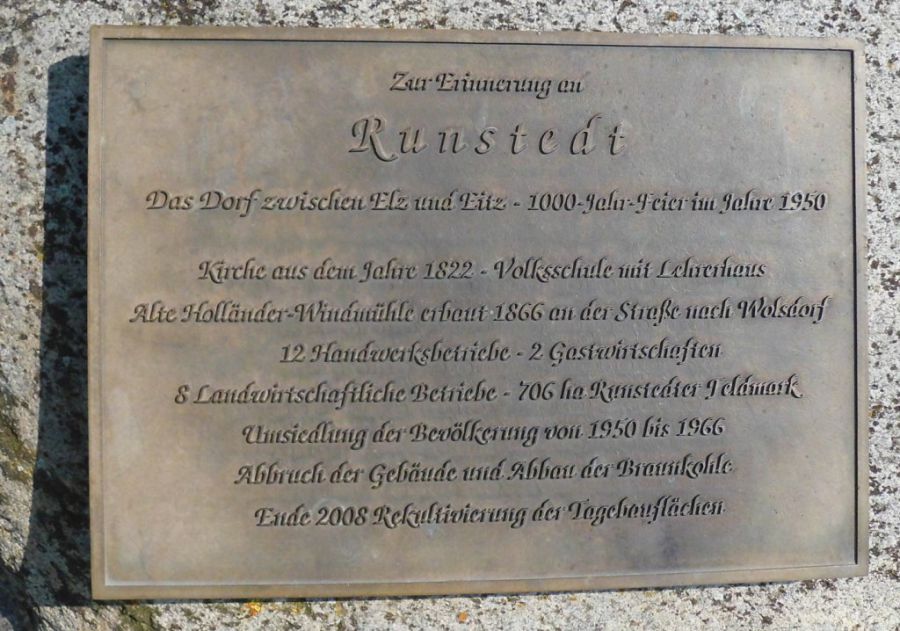 Zur Erinnerung an
Runstedt
Das Dorf zwischen Elz und Eitz - 1000-Jahr-Feier im Jahre 1950
Kirche aus dem Jahre 1822 - Volksschule mit Lehrerhaus
Alte Holländer-Windmühle erbaut 1866 an der Straße nach Wolsdorf
12 Handwerksbetriebe - 2 Gastwirtschaften
8 Landwirtschaftliche Betriebe - 706 ha Runstedter Feldmark
Umsiedlung der Bevölkerung von 1950 bis 1966
Abbruch der Gebäude und Abbau der Braunkohle
Ende 2008 Rekultivierung der Tagebauflächen